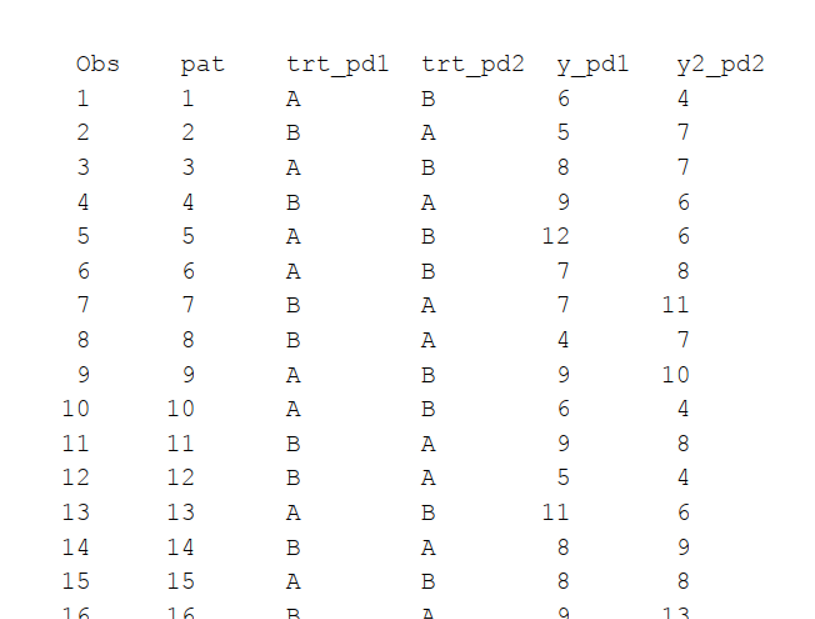 Obs pat trt_pd1 trt_pd2 y_pd1 y2_pd2
1 1 A B 6 4
2 2 B A 5 7
3 3 A B 8 7
4 4 B A 9 6
5 5 A B 12 6
6 6 A B 7 8
7 7 B A 7 11
8 8 B A 4 7
9 9 A B 9 10
10 10 A B 6 4
11 11 B A 9 8
12 12 B A 5 4
13 13 A B 11 6
14 14 B A 8 9
15 15 A B 8 8
16 16 B A 9 13